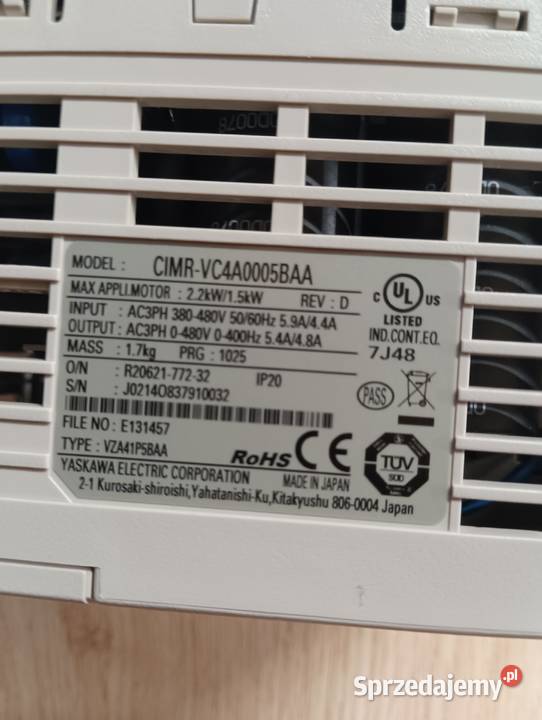 MODEL : CIMR-VC4A0005BAA
MAX APPLI.MOTOR : 2.2kW/1.5kW REV : D
INPUT : AC3PH 380-480V 50/60Hz 5.9A/4.4A
OUTPUT : AC3PH 0-480V 0-400Hz 5.4A/4.8A
MASS : 1.7kg PRG : 1025
O/N : R20621-772-32 IP20
S/N : J0214O837910032
FILE NO : E131457
TYPE : VZA41P5BAA
YASKAWA ELECTRIC CORPORATION
MADE IN JAPAN
2-1 Kurosaki-shiroishi,Yahatanishi-Ku,Kitakyushu 806-0004 Japan
C UL US
LISTED
IND.CONT.EQ.
7J48
PASS
RoHS CE
TÜV
SÜD
Sprzedajemy.pl